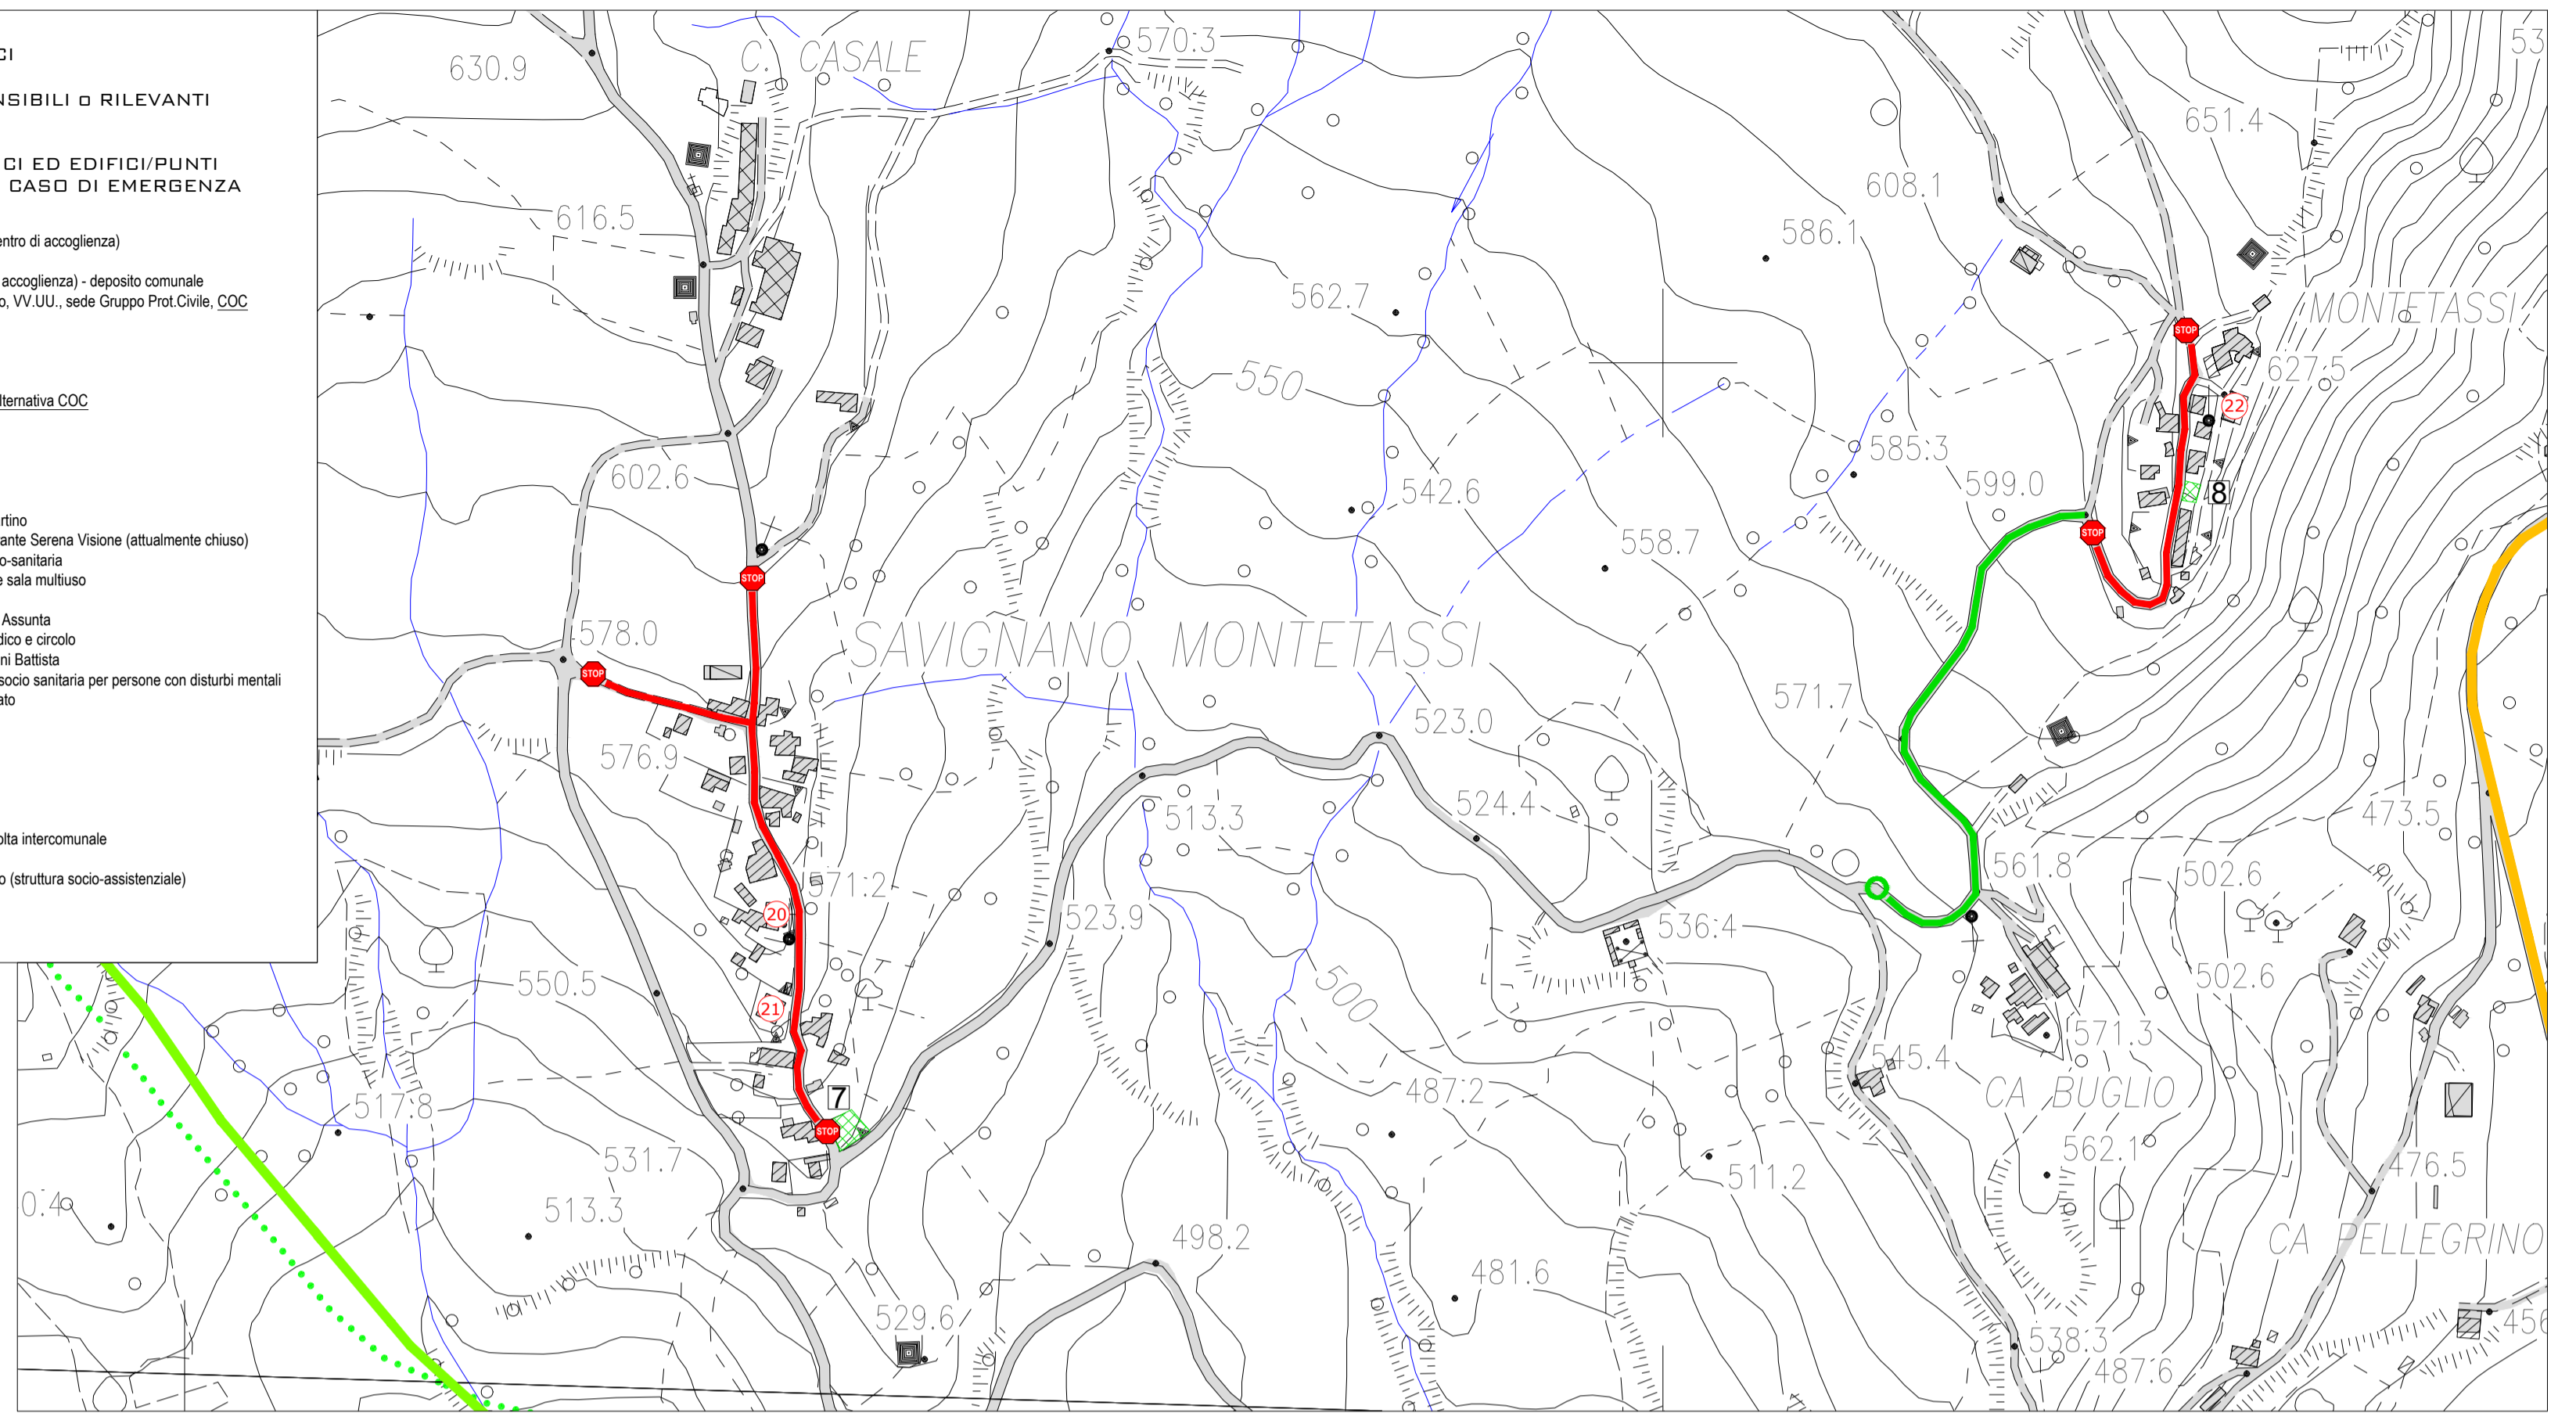 CI
NSIBILI o RILEVANTI
CI ED EDIFICI/PUNTI
CASO DI EMERGENZA
entro di accoglienza)
accoglienza) - deposito comunale
o, VV.UU., sede Gruppo Prot.Civile, COC
lternativa COC
rtino
ante Serena Visione (attualmente chiuso)
o-sanitaria
e sala multiuso
Assunta
dico e circolo
ni Battista
socio sanitaria per persone con disturbi mentali
ato
olta intercomunale
o (struttura socio-assistenziale)
630.9
C. CASALE
570.3
53
651.4
608.1
616.5
586.1
562.7
MONTETASSI
STOP
550
627.5
22
585.3
602.6
542.6
599.0
8
STOP
558.7
STOP
578.0
SAVIGNANO MONTETASSI
STOP
571.7
523.0
576.9
524.4
473.5
513.3
561.8
502.6
571.2
20
523.9
536.4
550.5
500
502.6
21
571.3
545.4
487.2
CA BUGLIO
517.8
7
STOP
562.1
531.7
511.2
476.5
0.4
513.3
498.2
CA PELLEGRINO
481.6
529.6
456
538.3
487.6